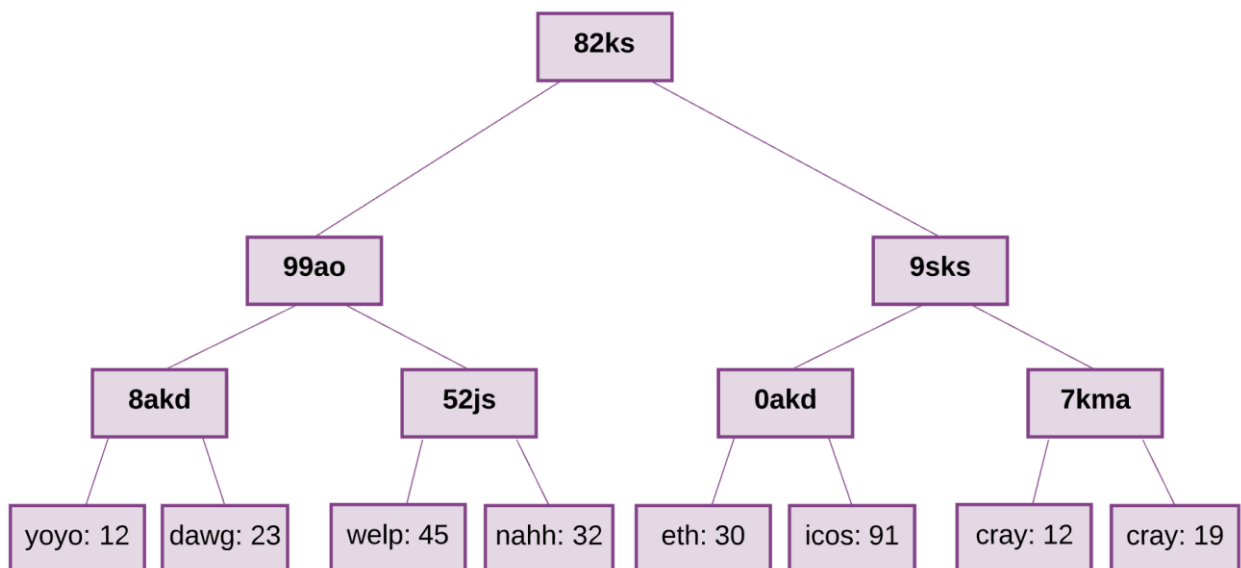 82ks
99ao
9sks
8akd
52js
0akd
7kma
yoyo: 12
dawg: 23
welp: 45
nahh: 32
eth: 30
icos: 91
cray: 12
cray: 19